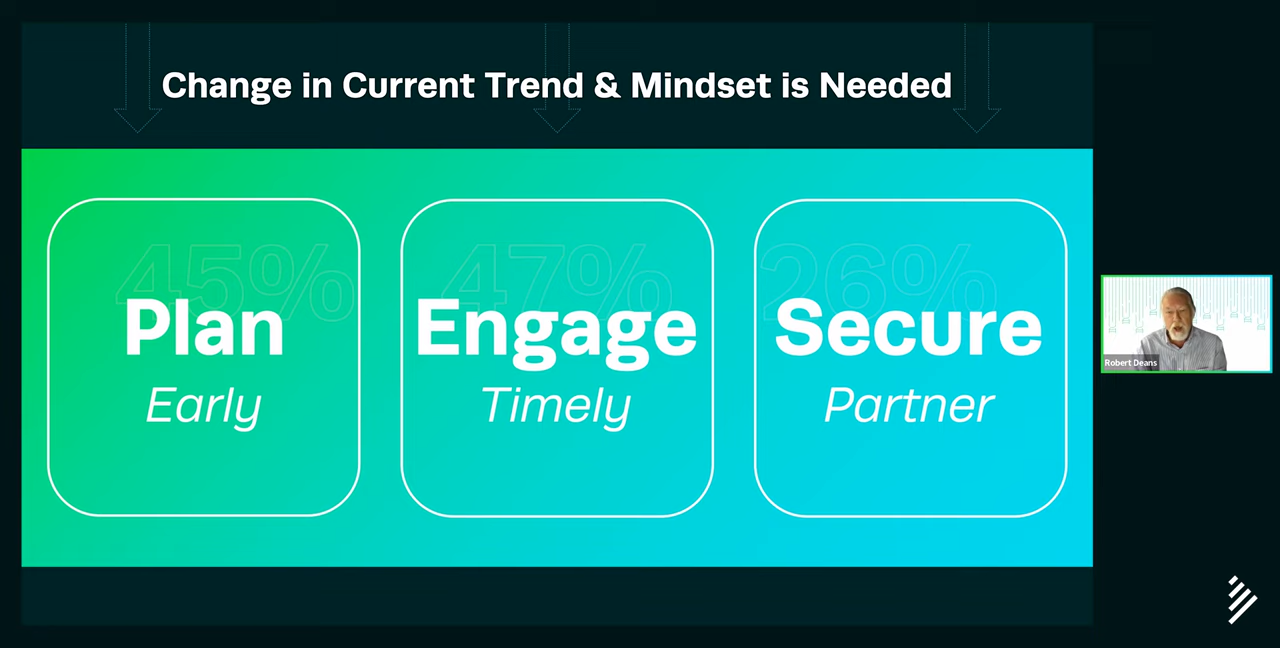 Change in Current Trend & Mindset is Needed
45%
47%
26%
Plan
Engage
Secure
Early
Timely
Partner
Robert Deans